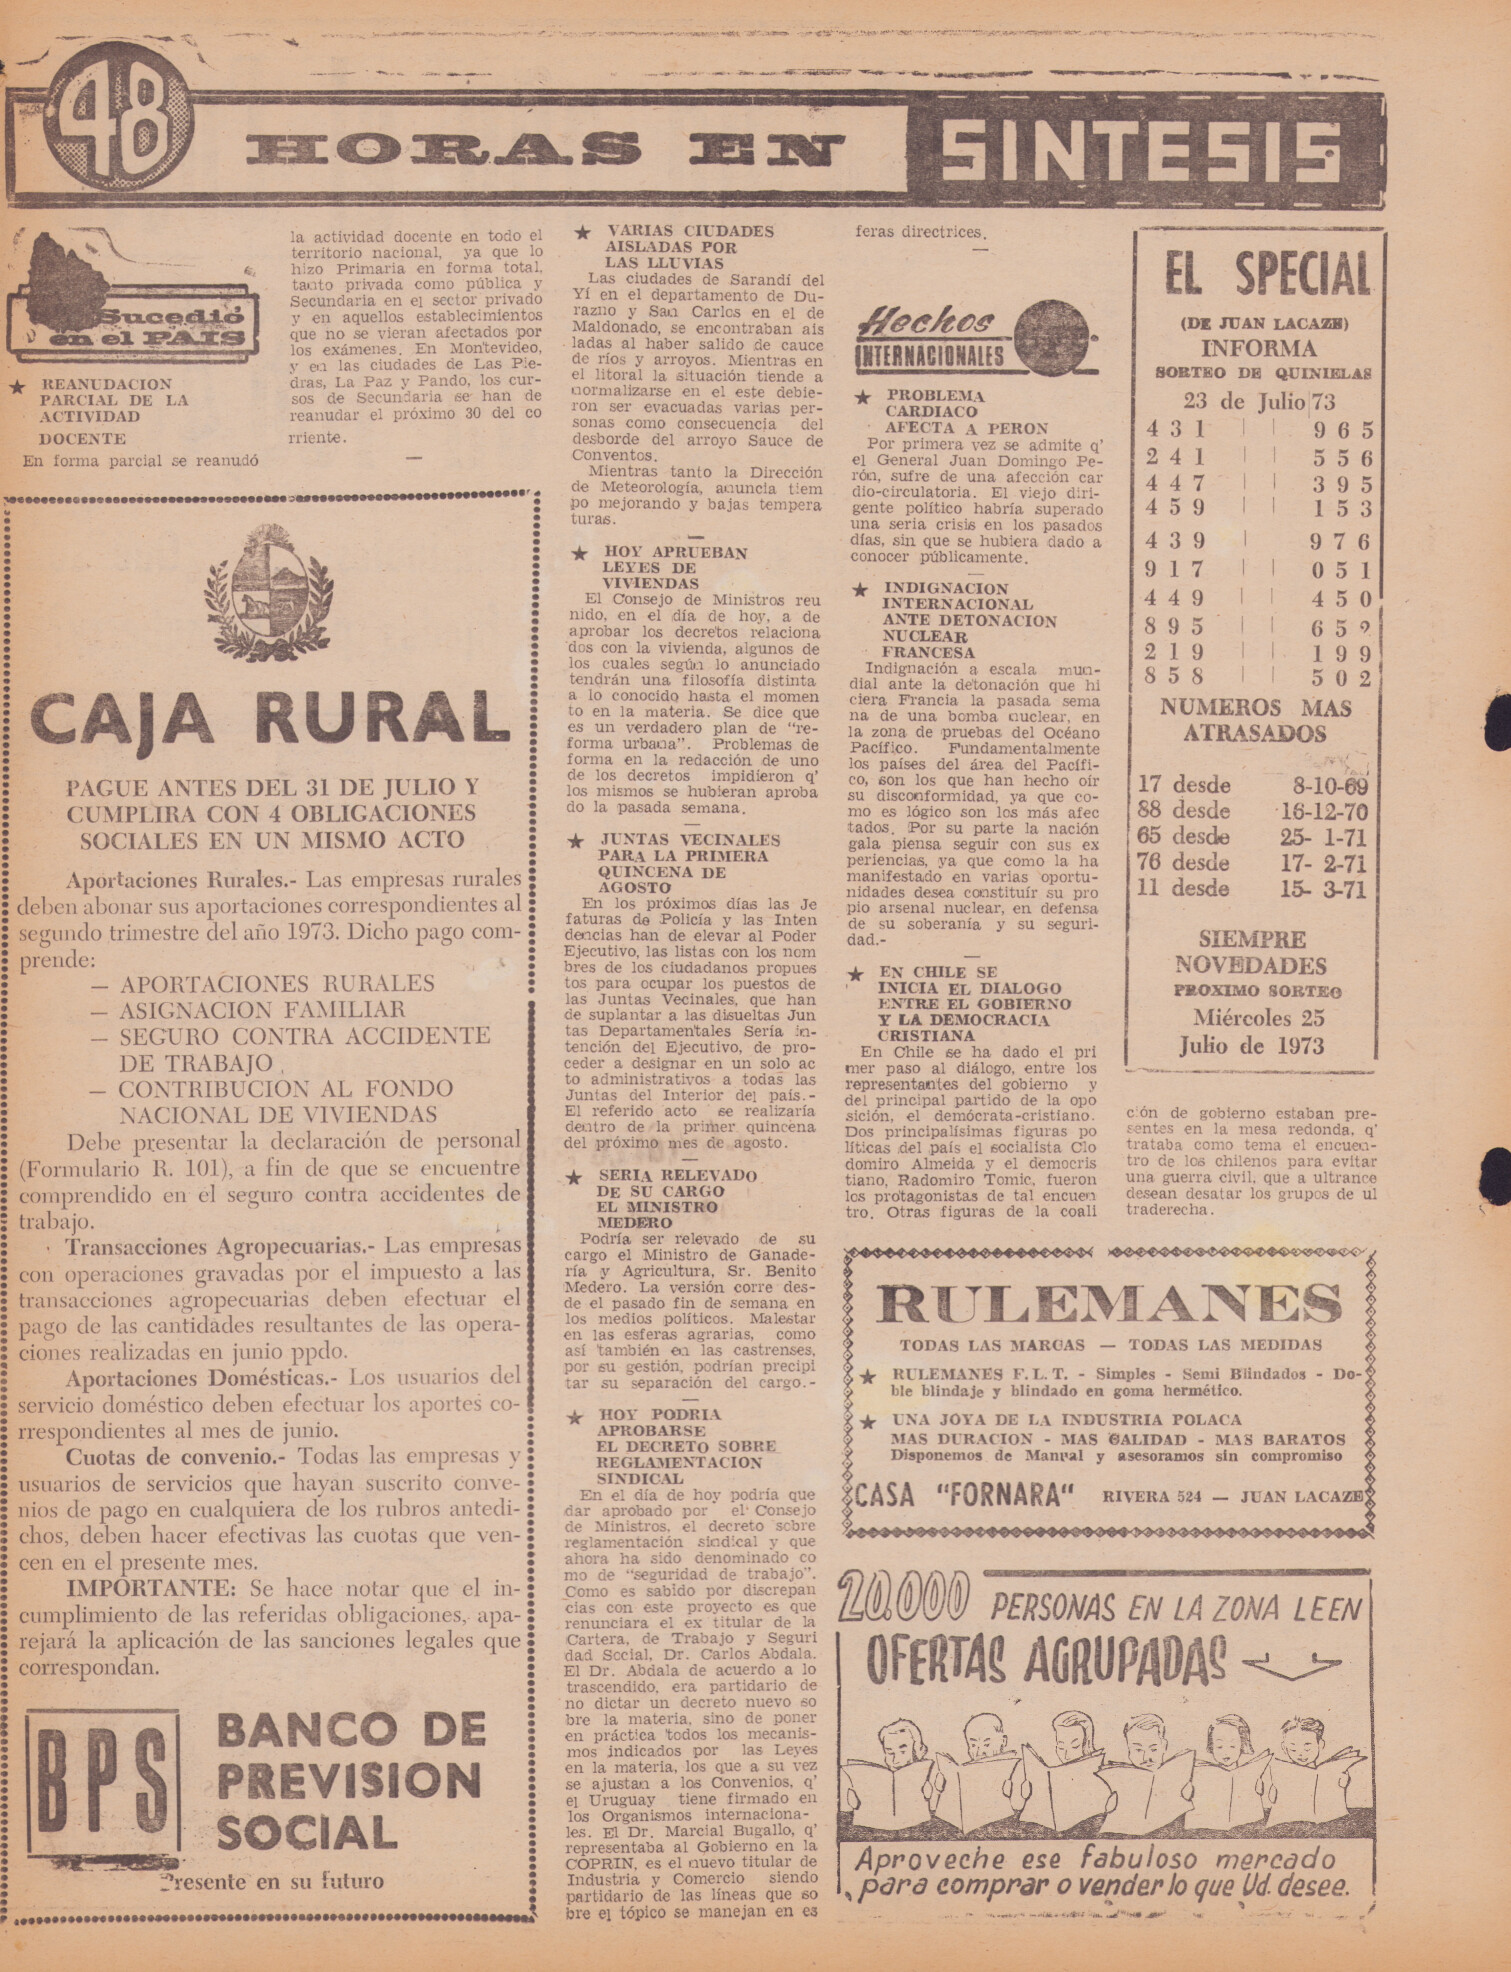 48 HORAS EN SINTESIS
Sucedió
en el PAIS
★ REANUDACION
PARCIAL DE LA
ACTIVIDAD
DOCENTE
En forma parcial se reanudó
la actividad docente en todo el
territorio nacional, ya que lo
hizo Primaria en forma total,
tanto privada como pública y
Secundaria en el sector privado
y en aquellos establecimientos
que no se vieran afectados por
los exámenes. En Montevideo,
y en las ciudades de Las Pie-
dras, La Paz y Pando, los cur-
sos de Secundaria se han de
reanudar el próximo 30 del co
rriente.
—
CAJA RURAL
PAGUE ANTES DEL 31 DE JULIO Y
CUMPLIRA CON 4 OBLIGACIONES
SOCIALES EN UN MISMO ACTO
Aportaciones Rurales.- Las empresas rurales
deben abonar sus aportaciones correspondientes al
segundo trimestre del año 1973. Dicho pago com-
prende:
— APORTACIONES RURALES
— ASIGNACION FAMILIAR
— SEGURO CONTRA ACCIDENTE
DE TRABAJO
— CONTRIBUCION AL FONDO
NACIONAL DE VIVIENDAS
Debe presentar la declaración de personal
(Formulario R. 101), a fin de que se encuentre
comprendido en el seguro contra accidentes de
trabajo.
Transacciones Agropecuarias.- Las empresas
con operaciones gravadas por el impuesto a las
transacciones agropecuarias deben efectuar el
pago de las cantidades resultantes de las opera-
ciones realizadas en junio ppdo.
Aportaciones Domésticas.- Los usuarios del
servicio doméstico deben efectuar los aportes co-
rrespondientes al mes de junio.
Cuotas de convenio.- Todas las empresas y
usuarios de servicios que hayan suscrito conve-
nios de pago en cualquiera de los rubros antedi-
chos, deben hacer efectivas las cuotas que ven-
cen en el presente mes.
IMPORTANTE: Se hace notar que el in-
cumplimiento de las referidas obligaciones, apa-
rejará la aplicación de las sanciones legales que
correspondan.
BPS
BANCO DE
PREVISION
SOCIAL
Presente en su futuro
★ VARIAS CIUDADES
AISLADAS POR
LAS LLUVIAS
Las ciudades de Sarandí del
Yí en el departamento de Du-
razno y San Carlos en el de
Maldonado, se encontraban ais
ladas al haber salido de cauce
de ríos y arroyos. Mientras en
el litoral la situación tiende a
normalizarse en el este debie-
ron ser evacuadas varias per-
sonas como consecuencia del
desborde del arroyo Sauce de
Conventos.
Mientras tanto la Dirección
de Meteorología, anuncia tiem
po mejorando y bajas tempera
turas.
—
★ HOY APRUEBAN
LEYES DE
VIVIENDAS
El Consejo de Ministros reu
nido, en el día de hoy, a de
aprobar los decretos relaciona
dos con la vivienda, algunos de
los cuales según lo anunciado
tendrán una filosofía distinta
a lo conocido hasta el momen
to en la materia. Se dice que
es un verdadero plan de "re-
forma urbana". Problemas de
forma en la redacción de uno
de los decretos impidieron q'
los mismos se hubieran aproba
do la pasada semana.
—
★ JUNTAS VECINALES
PARA LA PRIMERA
QUINCENA DE
AGOSTO
En los próximos días las Je
faturas de Policía y las Inten
dencias han de elevar al Poder
Ejecutivo, las listas con los nom
bres de los ciudadanos propues
tos para ocupar los puestos de
las Juntas Vecinales, que han
de suplantar a las disueltas Jun
tas Departamentales Sería in-
tención del Ejecutivo, de pro-
ceder a designar en un solo ac
to administrativos a todas las
Juntas del Interior del país.-
El referido acto se realizaría
dentro de la primer quincena
del próximo mes de agosto.
—
★ SERIA RELEVADO
DE SU CARGO
EL MINISTRO
MEDERO
Podría ser relevado de su
cargo el Ministro de Ganade-
ría y Agricultura, Sr. Benito
Medero. La versión corre des-
de el pasado fin de semana en
los medios políticos. Malestar
en las esferas agrarias, como
así también en las castrenses,
por su gestión, podrían precipi
tar su separación del cargo.-
—
★ HOY PODRIA
APROBARSE
EL DECRETO SOBRE
REGLAMENTACION
SINDICAL
En el día de hoy podría que
dar aprobado por el Consejo
de Ministros, el decreto sobre
reglamentación sindical y que
ahora ha sido denominado co
mo de "seguridad de trabajo".
Como es sabido por discrepan
cias con este proyecto es que
renunciara el ex titular de la
Cartera, de Trabajo y Seguri
dad Social, Dr. Carlos Abdala.
El Dr. Abdala de acuerdo a lo
trascendido, era partidario de
no dictar un decreto nuevo so
bre la materia, sino de poner
en práctica todos los mecanis-
mos indicados por las Leyes
en la materia, los que a su vez
se ajustan a los Convenios, q'
el Uruguay tiene firmado en
los Organismos internaciona-
les. El Dr. Marcial Bugallo, q'
representaba al Gobierno en la
COPRIN, es el nuevo titular de
Industria y Comercio siendo
partidario de las líneas que so
bre el tópico se manejan en es
feras directrices.
—
Hechos
INTERNACIONALES
★ PROBLEMA
CARDIACO
AFECTA A PERON
Por primera vez se admite q'
el General Juan Domingo Pe-
rón, sufre de una afección car
dio-circulatoria. El viejo diri-
gente político habría superado
una seria crisis en los pasados
días, sin que se hubiera dado a
conocer públicamente.
—
★ INDIGNACION
INTERNACIONAL
ANTE DETONACION
NUCLEAR
FRANCESA
Indignación a escala mun-
dial ante la detonación que hi
ciera Francia la pasada sema
na de una bomba nuclear, en
la zona de pruebas del Océano
Pacífico. Fundamentalmente
los países del área del Pacífi-
co, son los que han hecho oír
su disconformidad, ya que co-
mo es lógico son los más afec
tados. Por su parte la nación
gala piensa seguir con sus ex
periencias, ya que como la ha
manifestado en varias oportu-
nidades desea constituír su pro
pio arsenal nuclear, en defensa
de su soberanía y su seguri-
dad.-
—
★ EN CHILE SE
INICIA EL DIALOGO
ENTRE EL GOBIERNO
Y LA DEMOCRACIA
CRISTIANA
En Chile se ha dado el pri
mer paso al diálogo, entre los
representantes del gobierno y
del principal partido de la opo
sición, el demócrata-cristiano.
Dos principalísimas figuras po
líticas del país el socialista Clo
domiro Almeida y el democris
tiano, Radomiro Tomic, fueron
los protagonistas de tal encuen
tro. Otras figuras de la coali
ción de gobierno estaban pre-
sentes en la mesa redonda, q'
trataba como tema el encuen-
tro de los chilenos para evitar
una guerra civil, que a ultrance
desean desatar los grupos de ul
traderecha.
EL SPECIAL
(DE JUAN LACAZE)
INFORMA
SORTEO DE QUINIELAS
23 de Julio 73
431 965
241 556
447 395
459 153
439 976
917 051
449 450
895 652
219 199
858 502
NUMEROS MAS
ATRASADOS
17 desde 8-10-69
88 desde 16-12-70
65 desde 25- 1-71
76 desde 17- 2-71
11 desde 15- 3-71
SIEMPRE
NOVEDADES
PROXIMO SORTEO
Miércoles 25
Julio de 1973
RULEMANES
TODAS LAS MARCAS — TODAS LAS MEDIDAS
★ RULEMANES F.L.T. - Simples - Semi Blindados - Do-
ble blindaje y blindado en goma hermético.
★ UNA JOYA DE LA INDUSTRIA POLACA
MAS DURACION - MAS CALIDAD - MAS BARATOS
Disponemos de Manual y asesoramos sin compromiso
CASA "FORNARA" RIVERA 524 — JUAN LACAZE
20.000 PERSONAS EN LA ZONA LEEN
OFERTAS AGRUPADAS
Aproveche ese fabuloso mercado
para comprar o vender lo que Ud. desee.